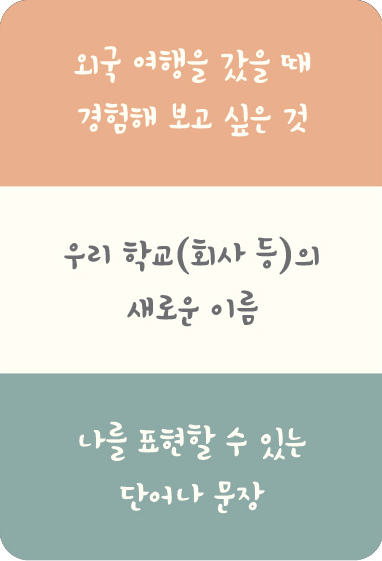 외국 여행을 갔을 때
경험해 보고 싶은 것
우리 학교(회사 등)의
새로운 이름
나를 표현할 수 있는
단어나 문장